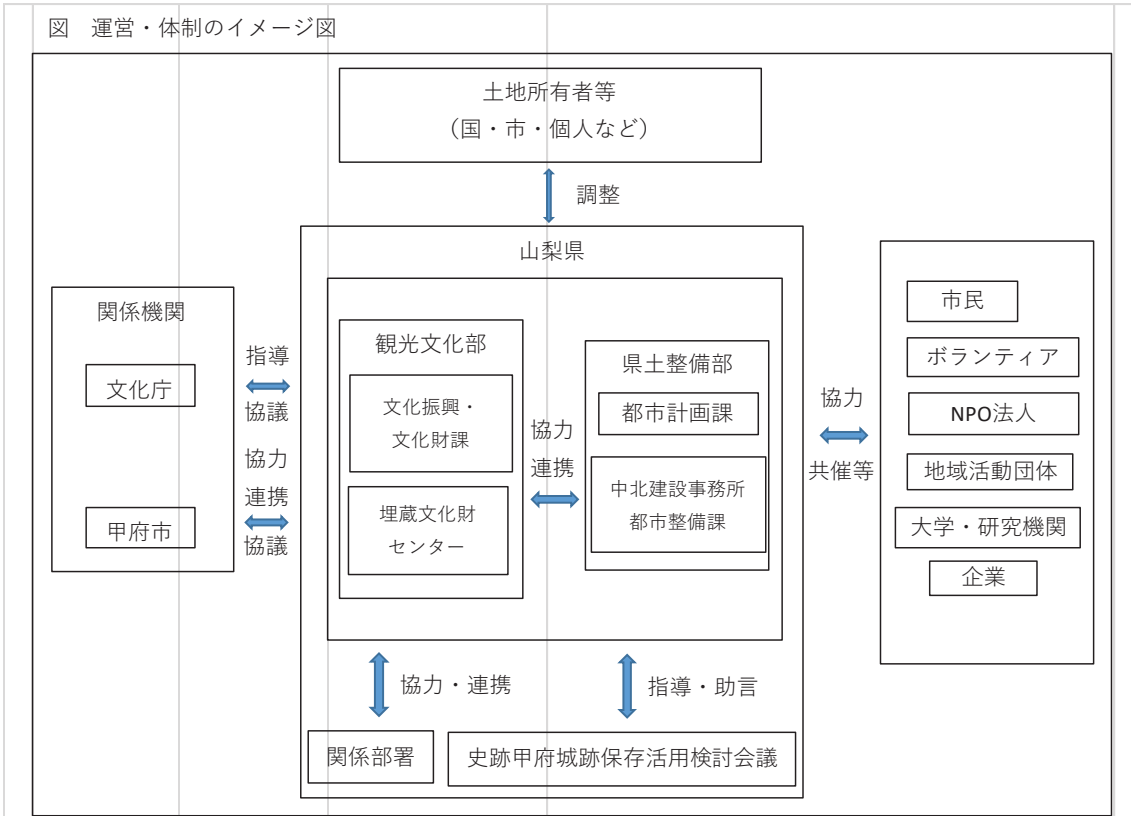 図　運営・体制のイメージ図
土地所有者等
（国・市・個人など）
調整
山梨県
関係機関
文化庁
甲府市
指導
協議
協力
連携
協議
観光文化部
文化振興・
文化財課
埋蔵文化財
センター
協力
連携
県土整備部
都市計画課
中北建設事務所
都市整備課
協力
共催等
市民
ボランティア
NPO法人
地域活動団体
大学・研究機関
企業
協力・連携
指導・助言
関係部署
史跡甲府城跡保存活用検討会議